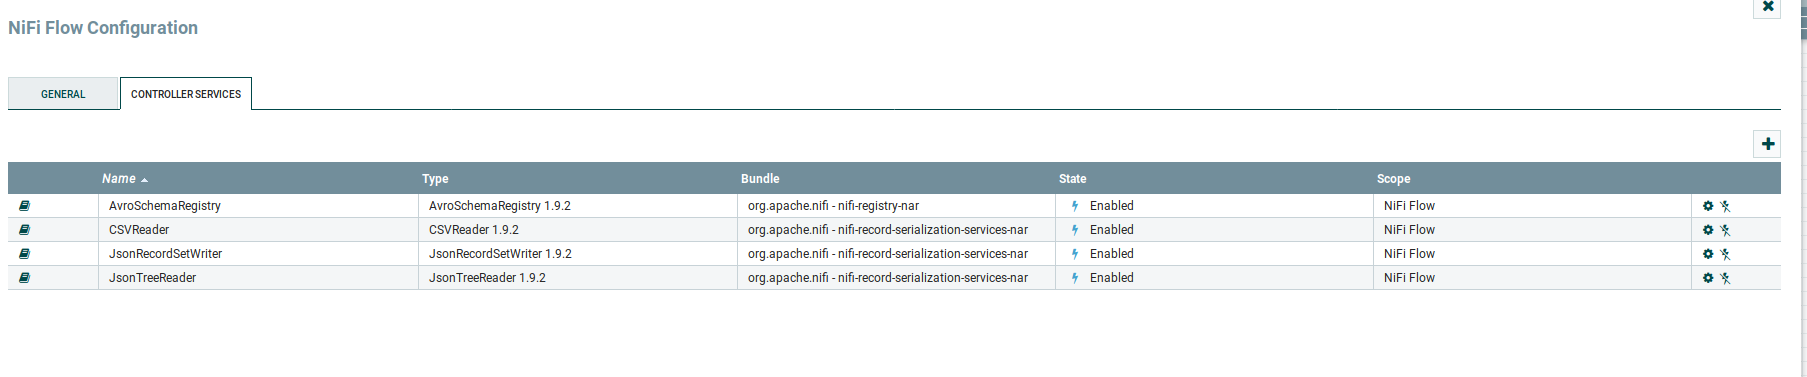 NiFi Flow Configuration
GENERAL CONTROLLER SERVICES
Name Type Bundle State Scope
AvroSchemaRegistry AvroSchemaRegistry 1.9.2 org.apache.nifi - nifi-registry-nar Enabled NiFi Flow
CSVReader CSVReader 1.9.2 org.apache.nifi - nifi-record-serialization-services-nar Enabled NiFi Flow
JsonRecordSetWriter JsonRecordSetWriter 1.9.2 org.apache.nifi - nifi-record-serialization-services-nar Enabled NiFi Flow
JsonTreeReader JsonTreeReader 1.9.2 org.apache.nifi - nifi-record-serialization-services-nar Enabled NiFi Flow